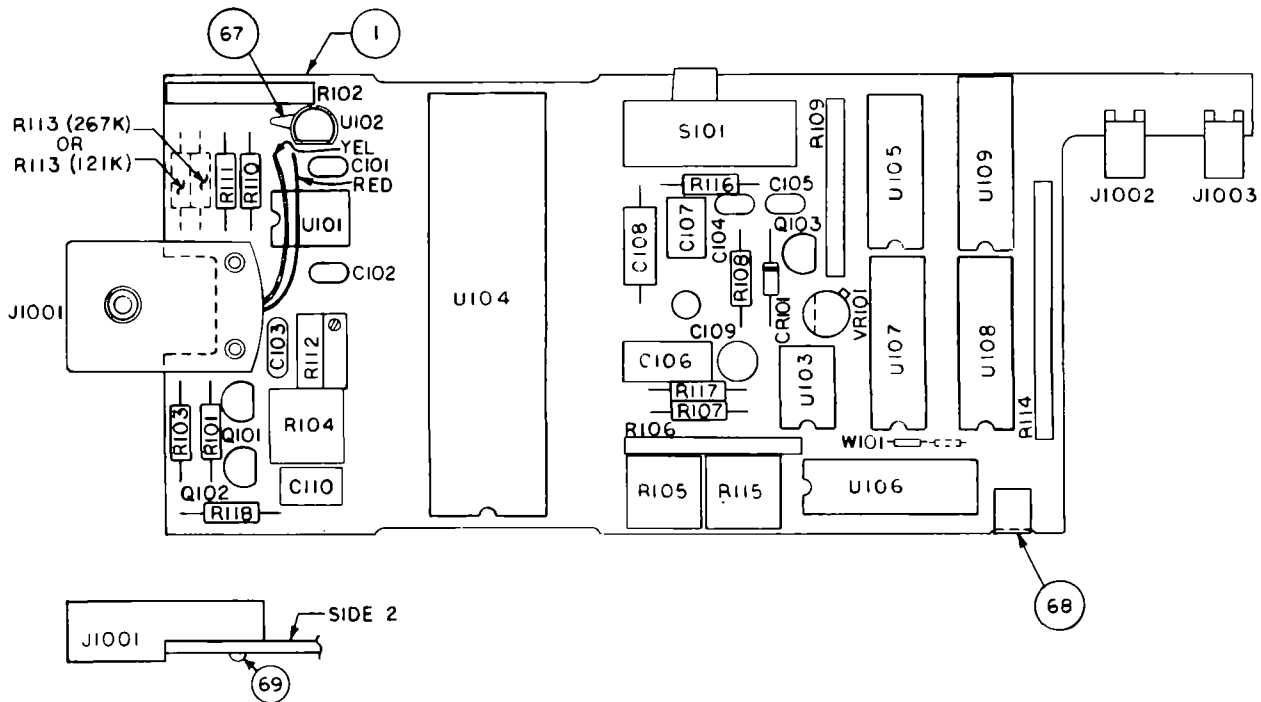 67
1
R102
U102
R113 (267K)
OR
R113 (121K)
YEL
C101
RED
R111
R110
U101
C102
J1001
C103
R112
R103
R101
Q101
R104
Q102
C110
R118
U104
S101
R109
U105
U109
J1002
J1003
R116
C105
C108
C107
C104
Q103
R108
CR101
VR101
C109
C106
U103
U107
U108
R114
R117
R107
R106
W101
R105
R115
U106
68
J1001
SIDE 2
69